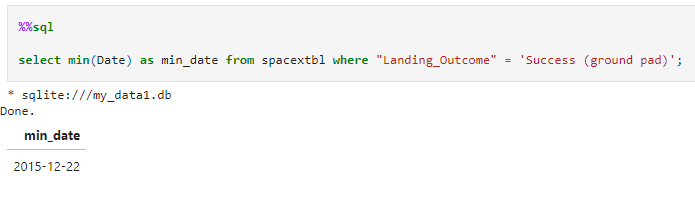 %%sql
select min(Date) as min_date from spacextbl where "Landing_Outcome" = 'Success (ground pad)';
* sqlite:///my_data1.db
Done.
min_date
2015-12-22